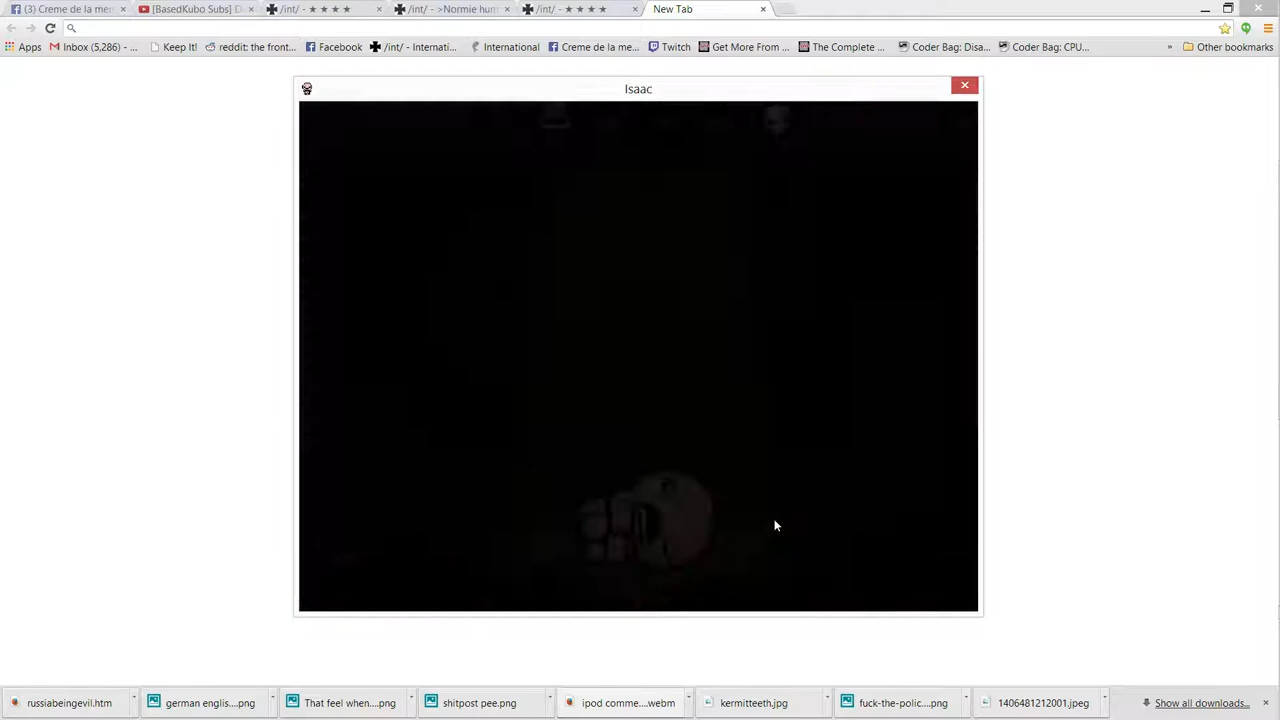 (3) Creme de la me
[BasedKubo Subs] D
/int/ - ★ ★ ★ ★
/int/ - >Normie hum
/int/ - ★ ★ ★ ★
New Tab
Apps
Inbox (5,286) - ...
Keep It!
reddit: the front...
Facebook
/int/ - Internati...
International
Creme de la me...
Twitch
Get More From ...
The Complete ...
Coder Bag: Disa...
Coder Bag: CPU...
»
Other bookmarks
Isaac
russiabeingevil.htm
german englis....png
That feel when....png
shitpost pee.png
ipod comme....webm
kermitteeth.jpg
fuck-the-polic....png
1406481212001.jpeg
Show all downloads...